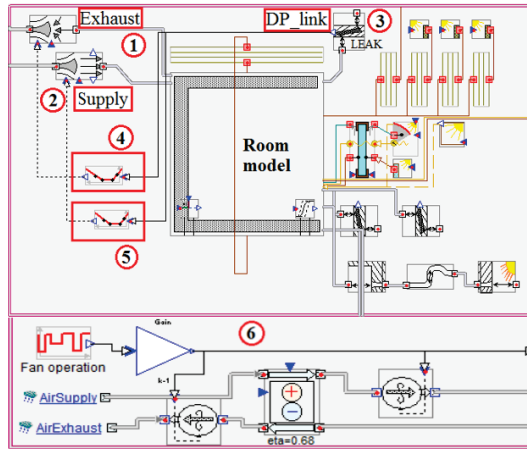 Exhaust
DP_link
3
1
LEAK
2
Supply
Room
model
4
5
Gain
6
Fan operation
k-1
AirSupply
AirExhaust
eta=0.68